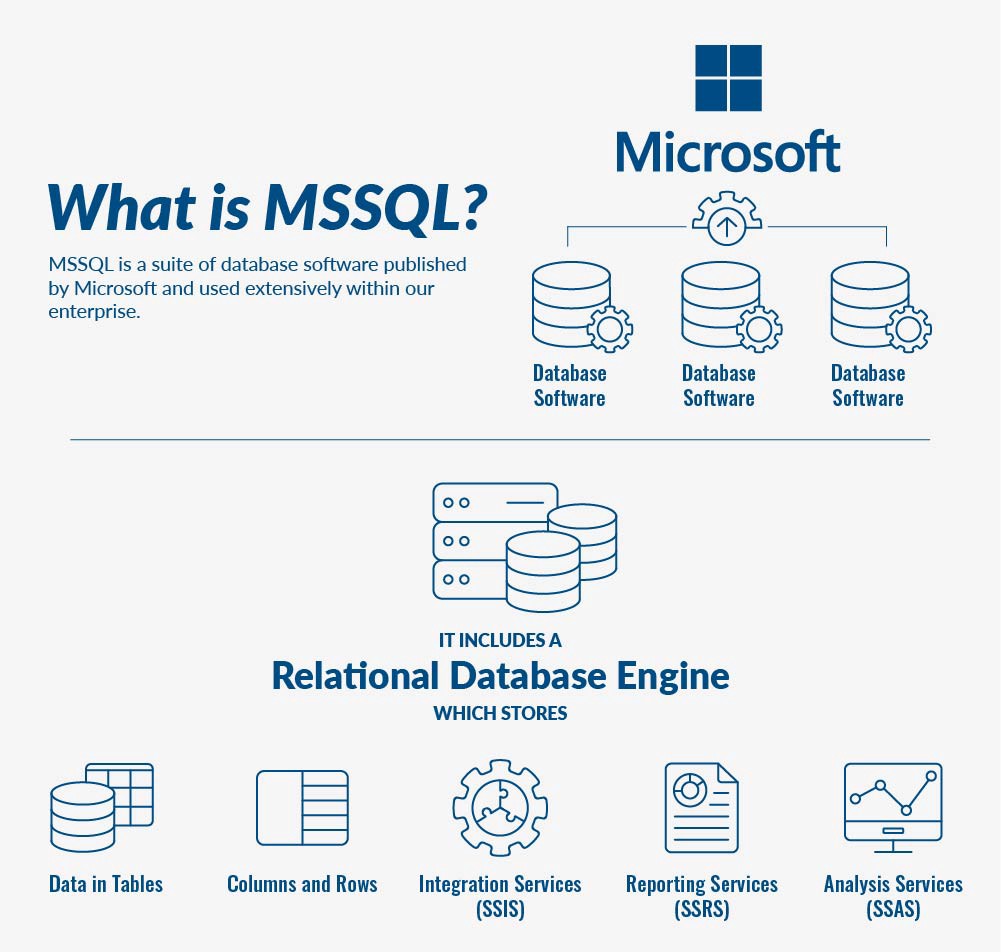 Microsoft
What is MSSQL?
MSSQL is a suite of database software published
by Microsoft and used extensively within our
enterprise.
Database
Software
Database
Software
Database
Software
IT INCLUDES A
Relational Database Engine
WHICH STORES
Data in Tables
Columns and Rows
Integration Services
(SSIS)
Reporting Services
(SSRS)
Analysis Services
(SSAS)